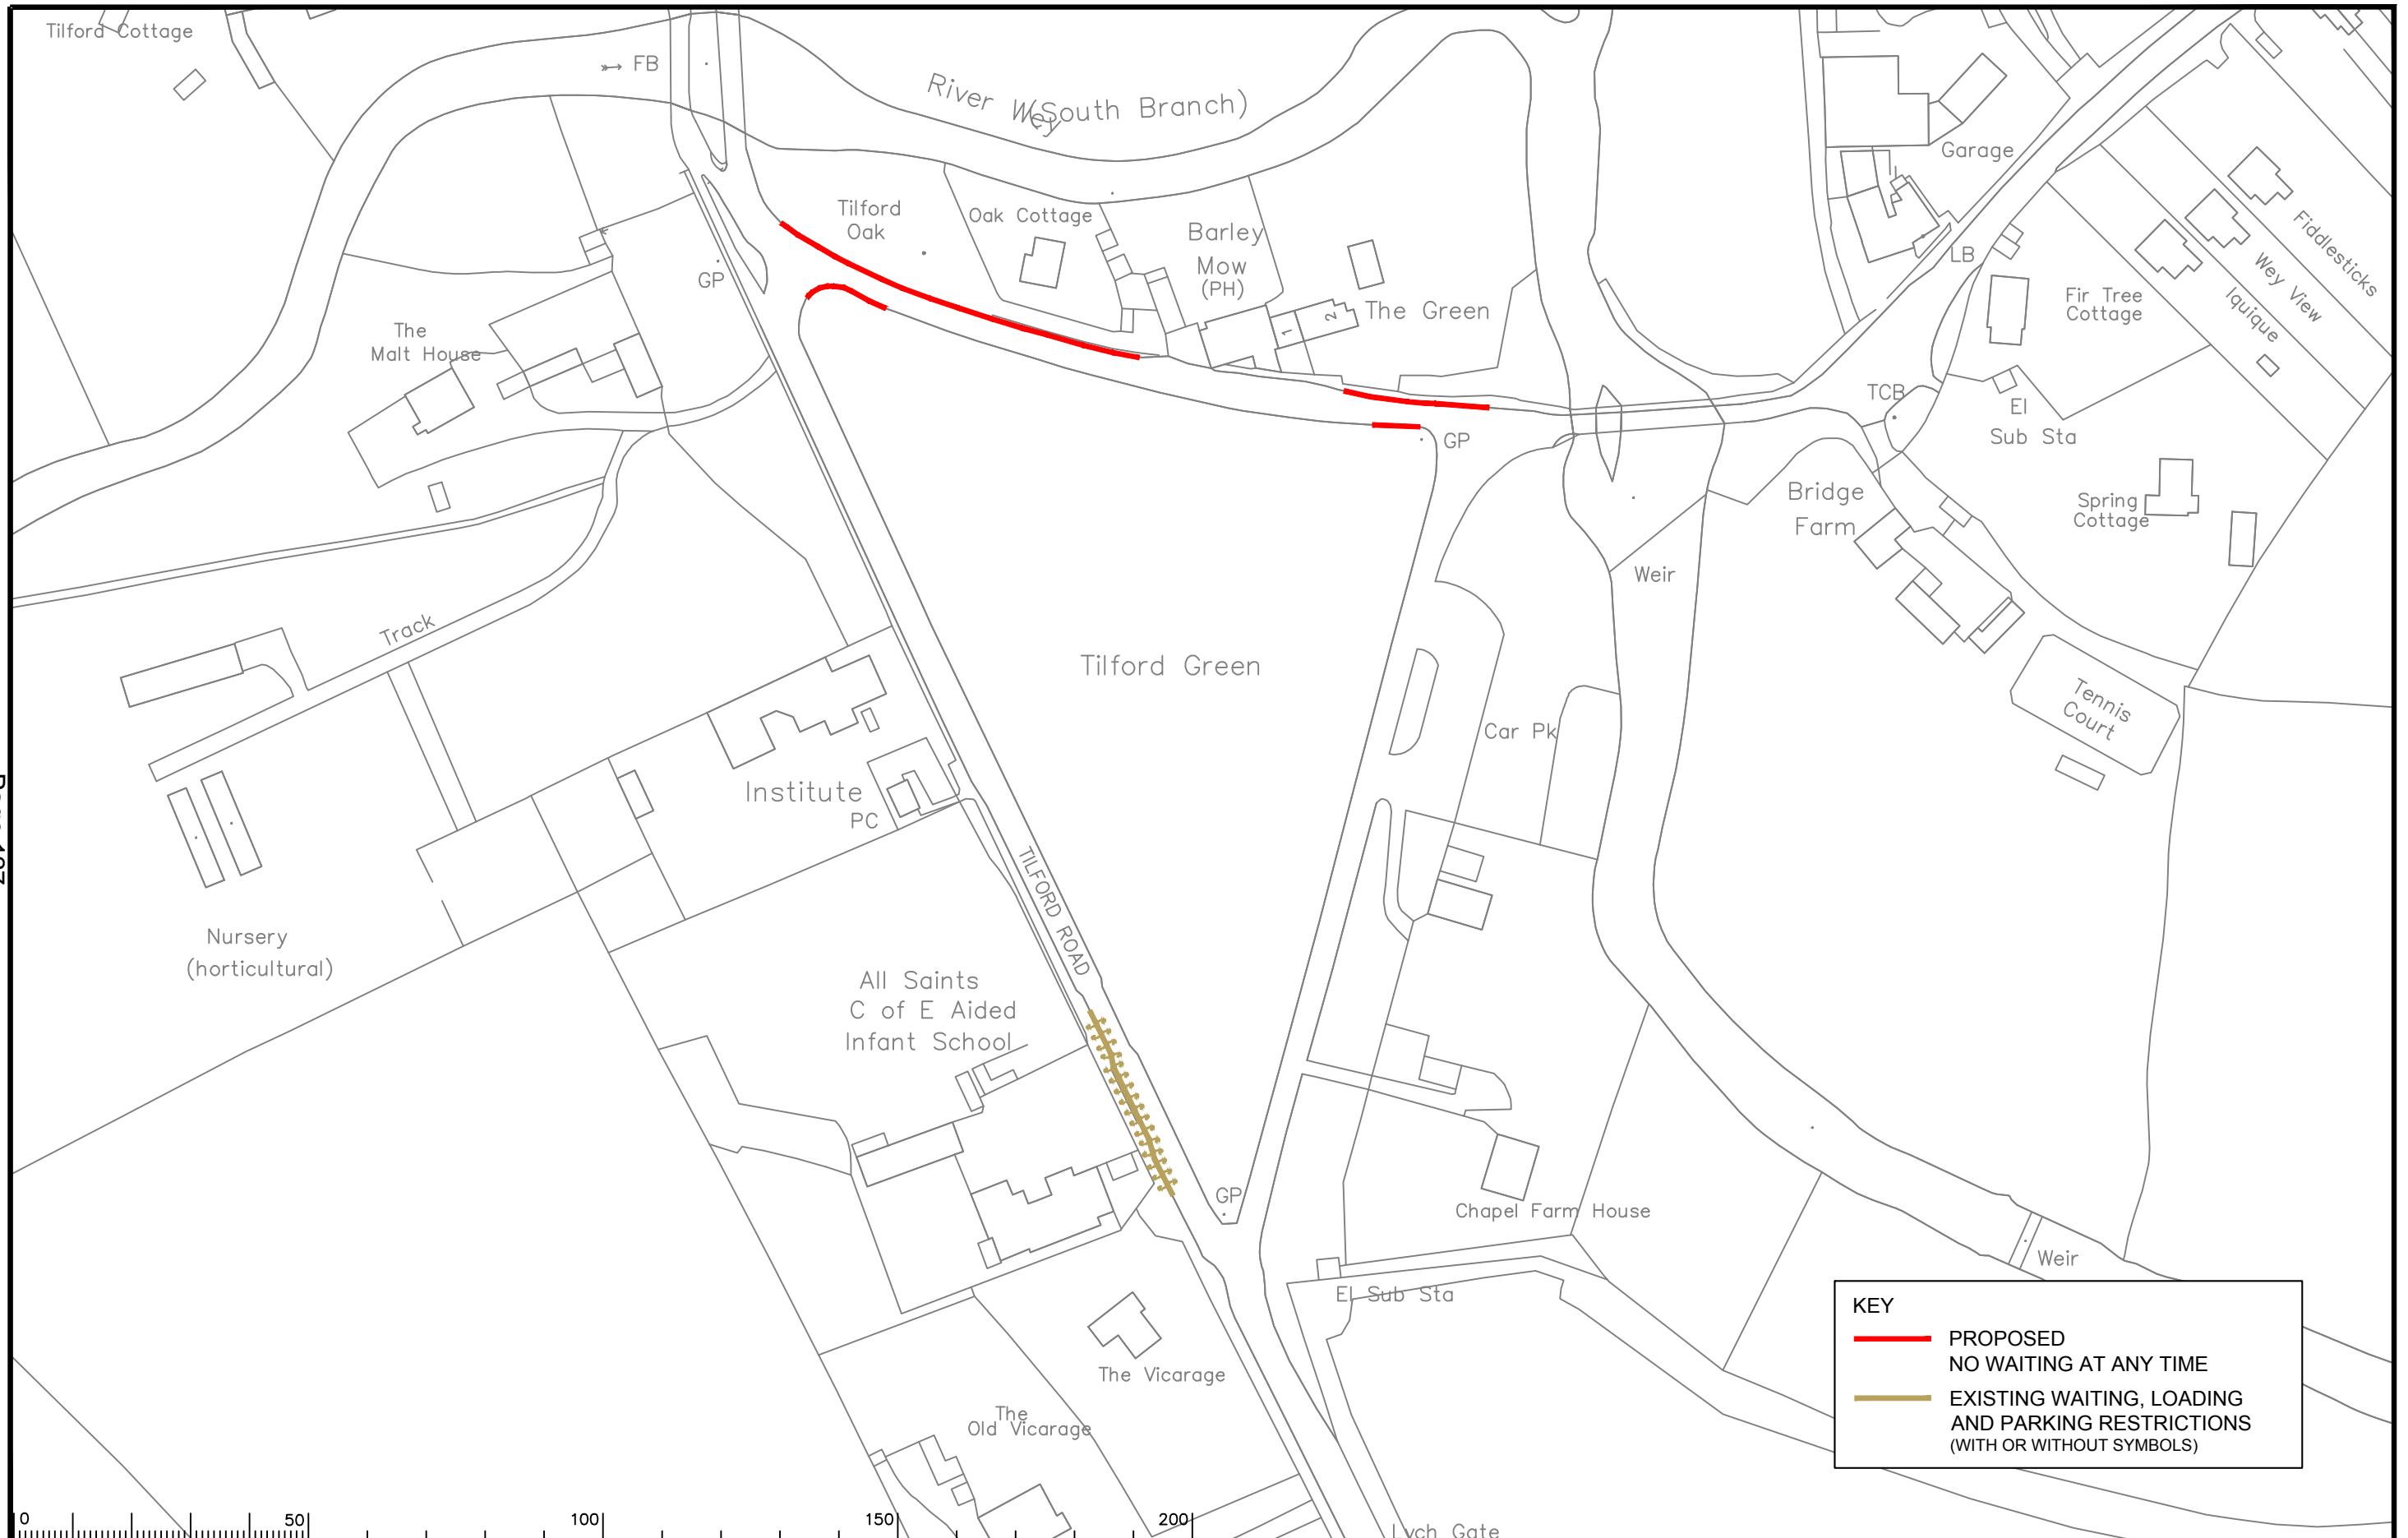 Tilford Cottage
FB
River Wey
(South Branch)
Garage
Tilford
Oak
Oak Cottage
Barley
Mow
(PH)
1
2
The Green
GP
The
Malt House
LB
Fir Tree
Cottage
Fiddlesticks
Wey View
Iquique
TCB
El
Sub Sta
GP
Bridge
Farm
Spring
Cottage
Weir
Track
Tilford Green
Tennis
Court
Car Pk
Institute
PC
TILFORD ROAD
Nursery
(horticultural)
All Saints
C of E Aided
Infant School
GP
Chapel Farm House
Weir
El Sub Sta
The Vicarage
The
Old Vicarage
Lych Gate
KEY
PROPOSED
NO WAITING AT ANY TIME
EXISTING WAITING, LOADING
AND PARKING RESTRICTIONS
(WITH OR WITHOUT SYMBOLS)
0 50 100 150 200